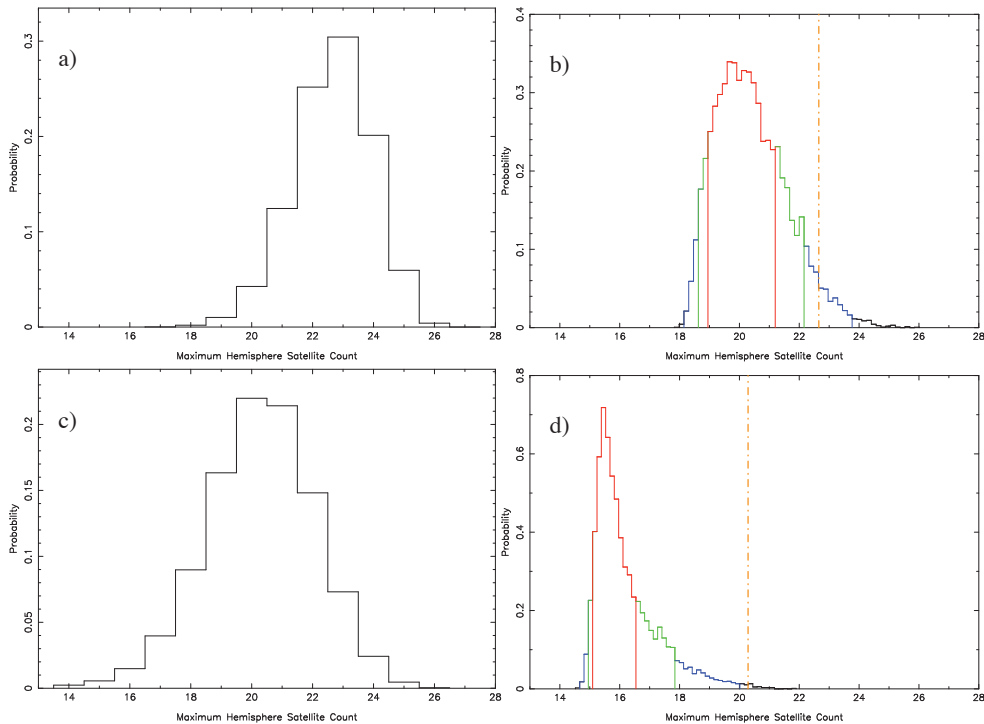 a)
Probability
0 0.1 0.2 0.3
14 16 18 20 22 24 26 28
Maximum Hemisphere Satellite Count
b)
Probability
0 0.1 0.2 0.3 0.4
14 16 18 20 22 24 26 28
Maximum Hemisphere Satellite Count
c)
Probability
0 0.05 0.1 0.15 0.2
14 16 18 20 22 24 26 28
Maximum Hemisphere Satellite Count
d)
Probability
0 0.2 0.4 0.6 0.8
14 16 18 20 22 24 26 28
Maximum Hemisphere Satellite Count